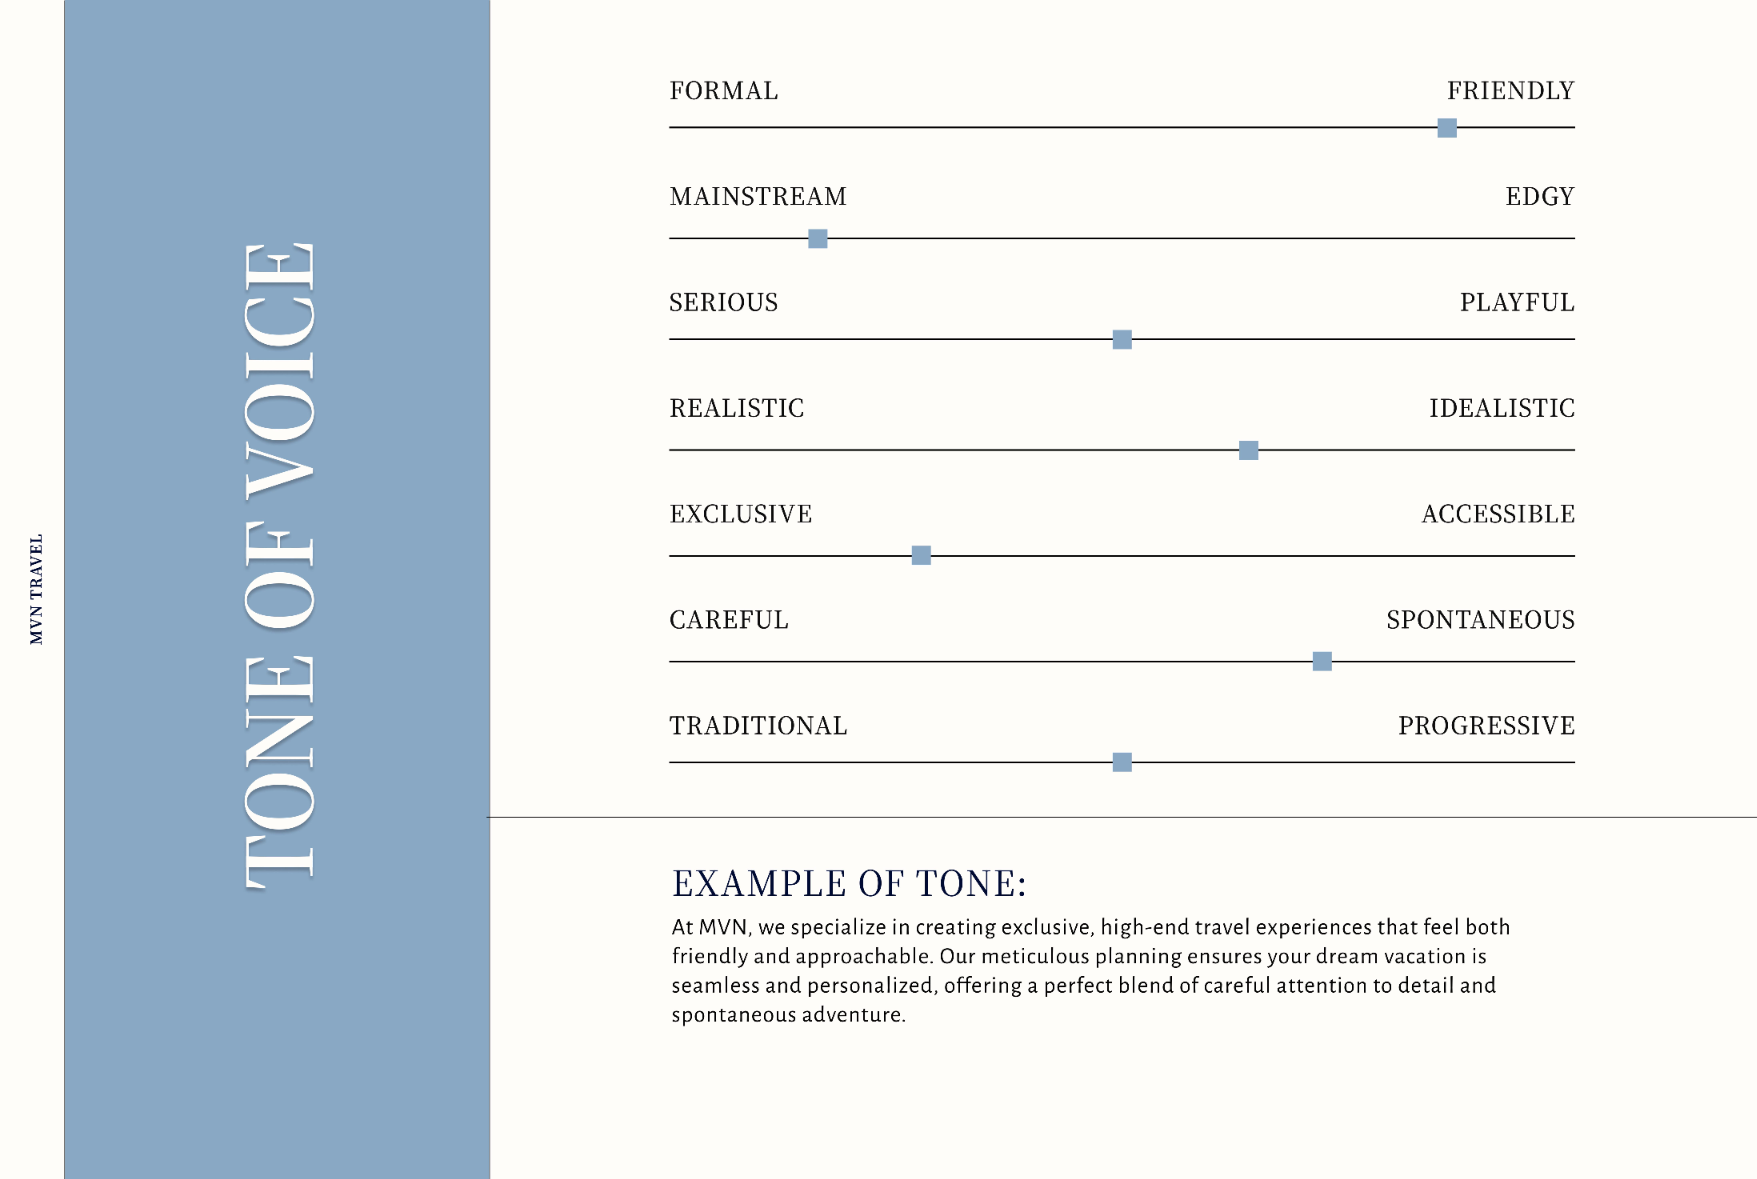 MVN TRAVEL
TONE OF VOICE
FORMAL FRIENDLY
MAINSTREAM EDGY
SERIOUS PLAYFUL
REALISTIC IDEALISTIC
EXCLUSIVE ACCESSIBLE
CAREFUL SPONTANEOUS
TRADITIONAL PROGRESSIVE
EXAMPLE OF TONE:
At MVN, we specialize in creating exclusive, high-end travel experiences that feel both
friendly and approachable. Our meticulous planning ensures your dream vacation is
seamless and personalized, offering a perfect blend of careful attention to detail and
spontaneous adventure.